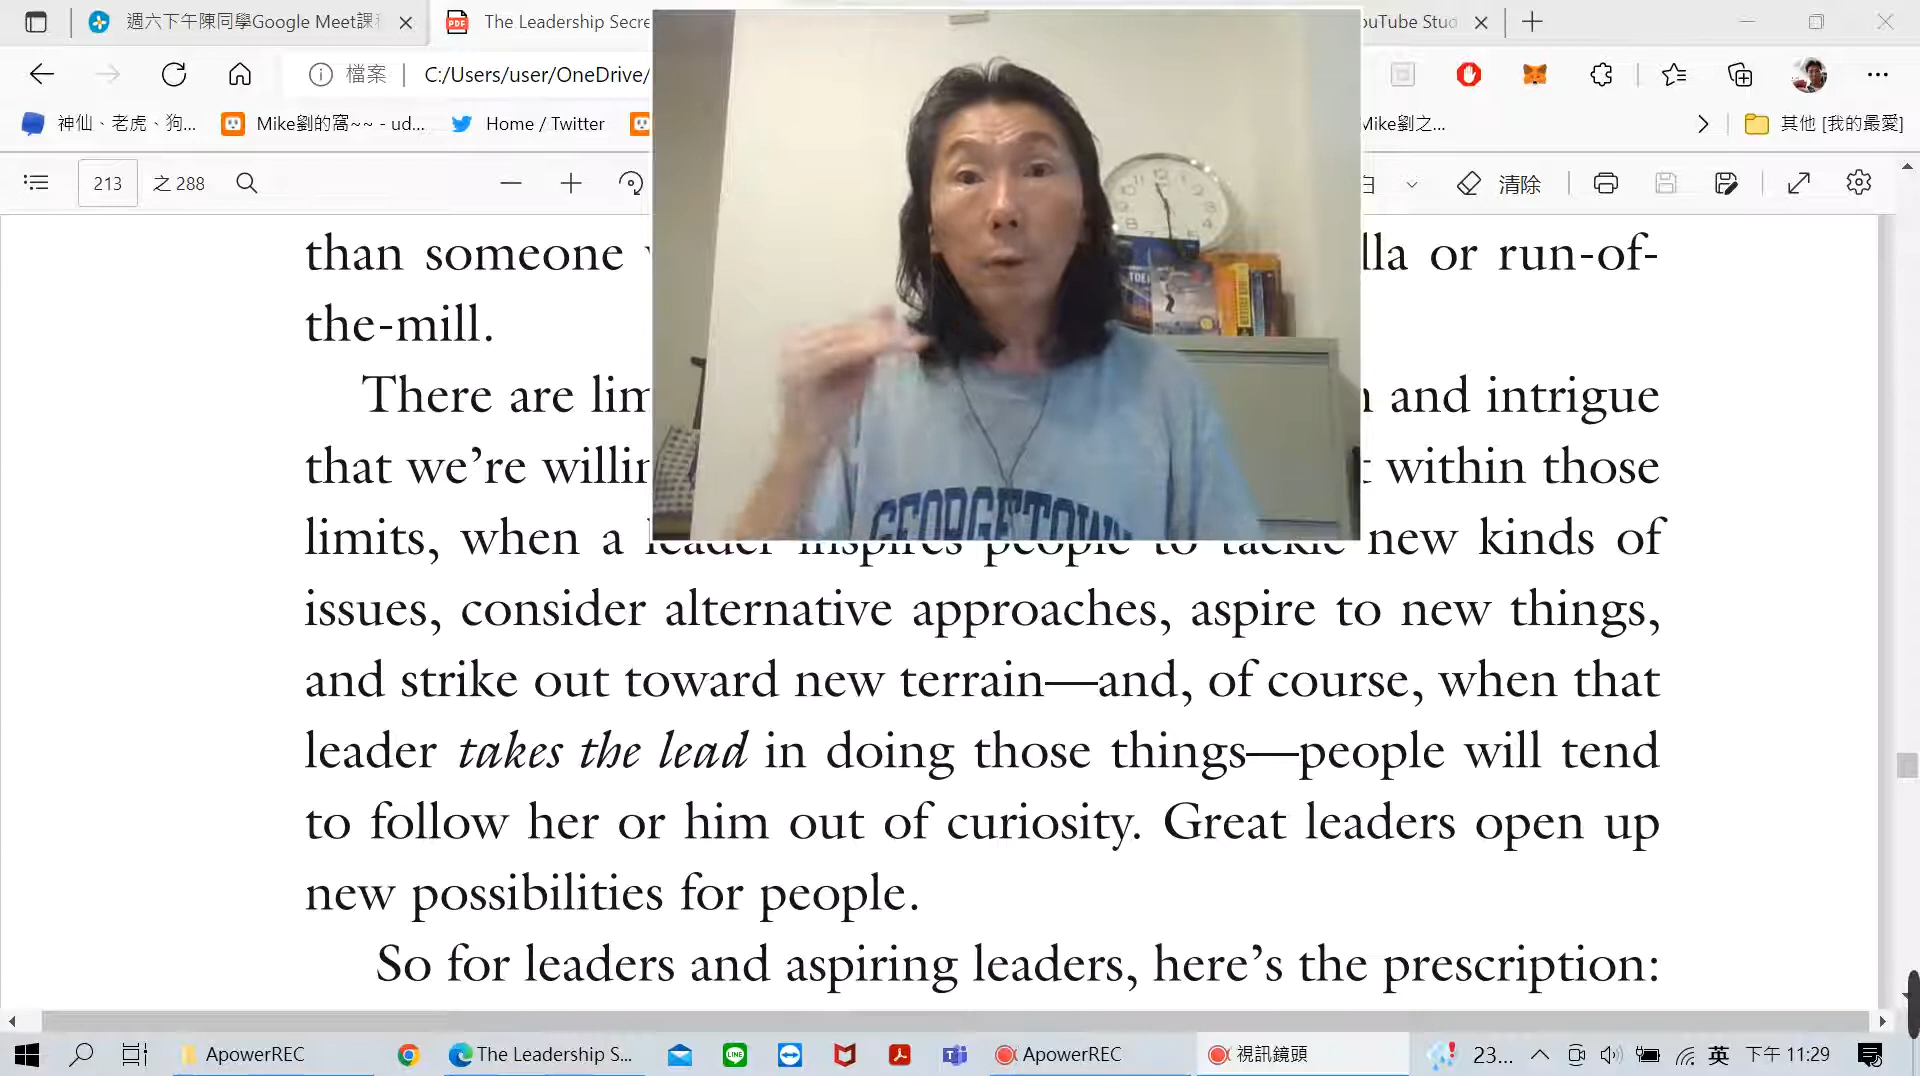 週六下午陳同學Google Meet課
The Leadership Secre
ouTube Stud
檔案
C:/Users/user/OneDrive/
神仙、老虎、狗...
Mike劉的窩~~ - ud...
Home / Twitter
Mike劉之...
其他 [我的最愛]
213
之 288
清除
than someone
lla or run-of-
the-mill.
There are lim
and intrigue
that we’re willin
within those
limits, when a leader inspires people to tackle new kinds of
issues, consider alternative approaches, aspire to new things,
and strike out toward new terrain—and, of course, when that
leader takes the lead in doing those things—people will tend
to follow her or him out of curiosity. Great leaders open up
new possibilities for people.
So for leaders and aspiring leaders, here’s the prescription:
GEORGETOWN
ApowerREC
The Leadership S...
ApowerREC
視訊鏡頭
23...
英
下午 11:29